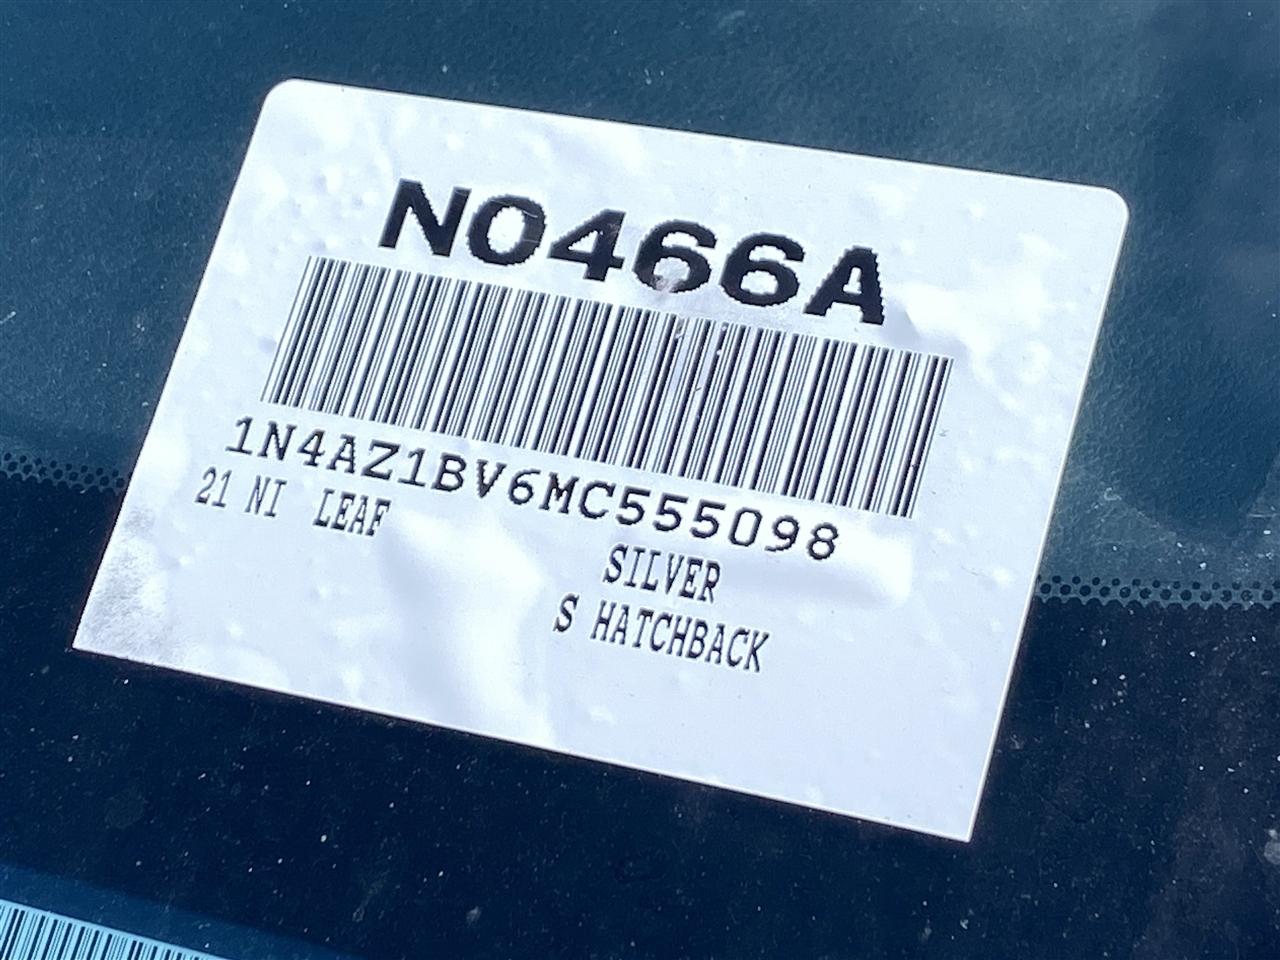 N0466A
1N4AZ1BV6MC555098
21 NI LEAF
SILVER
S HATCHBACK